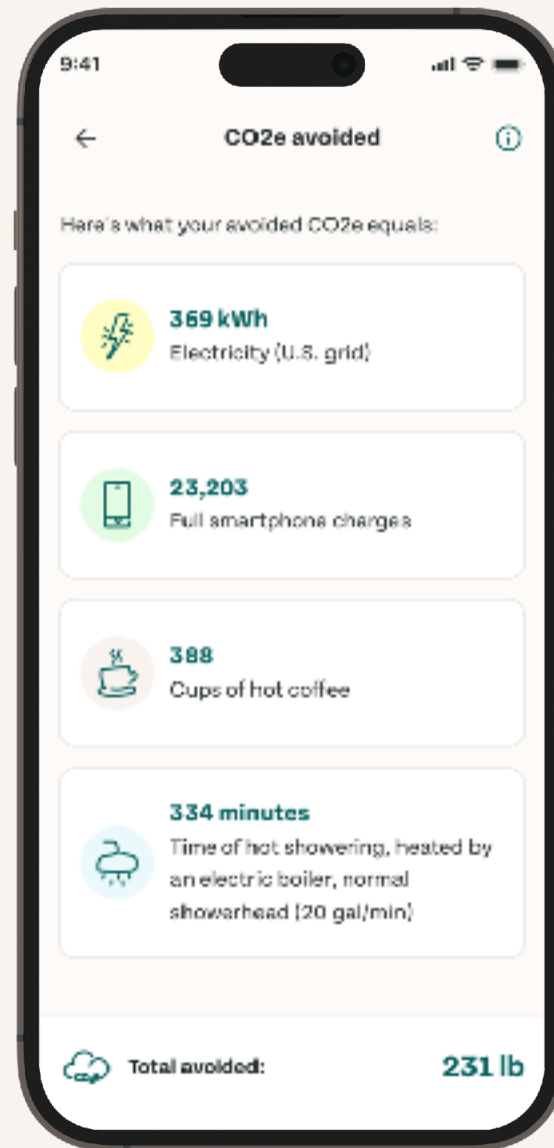 9:41
CO2e avoided
Here's what your avoided CO2e equals:
369 kWh
Electricity (U.S. grid)
23,203
Full smartphone charges
388
Cups of hot coffee
334 minutes
Time of hot showering, heated by
an electric boiler, normal
showerhead (20 gal/min)
Total avoided:
231 lb